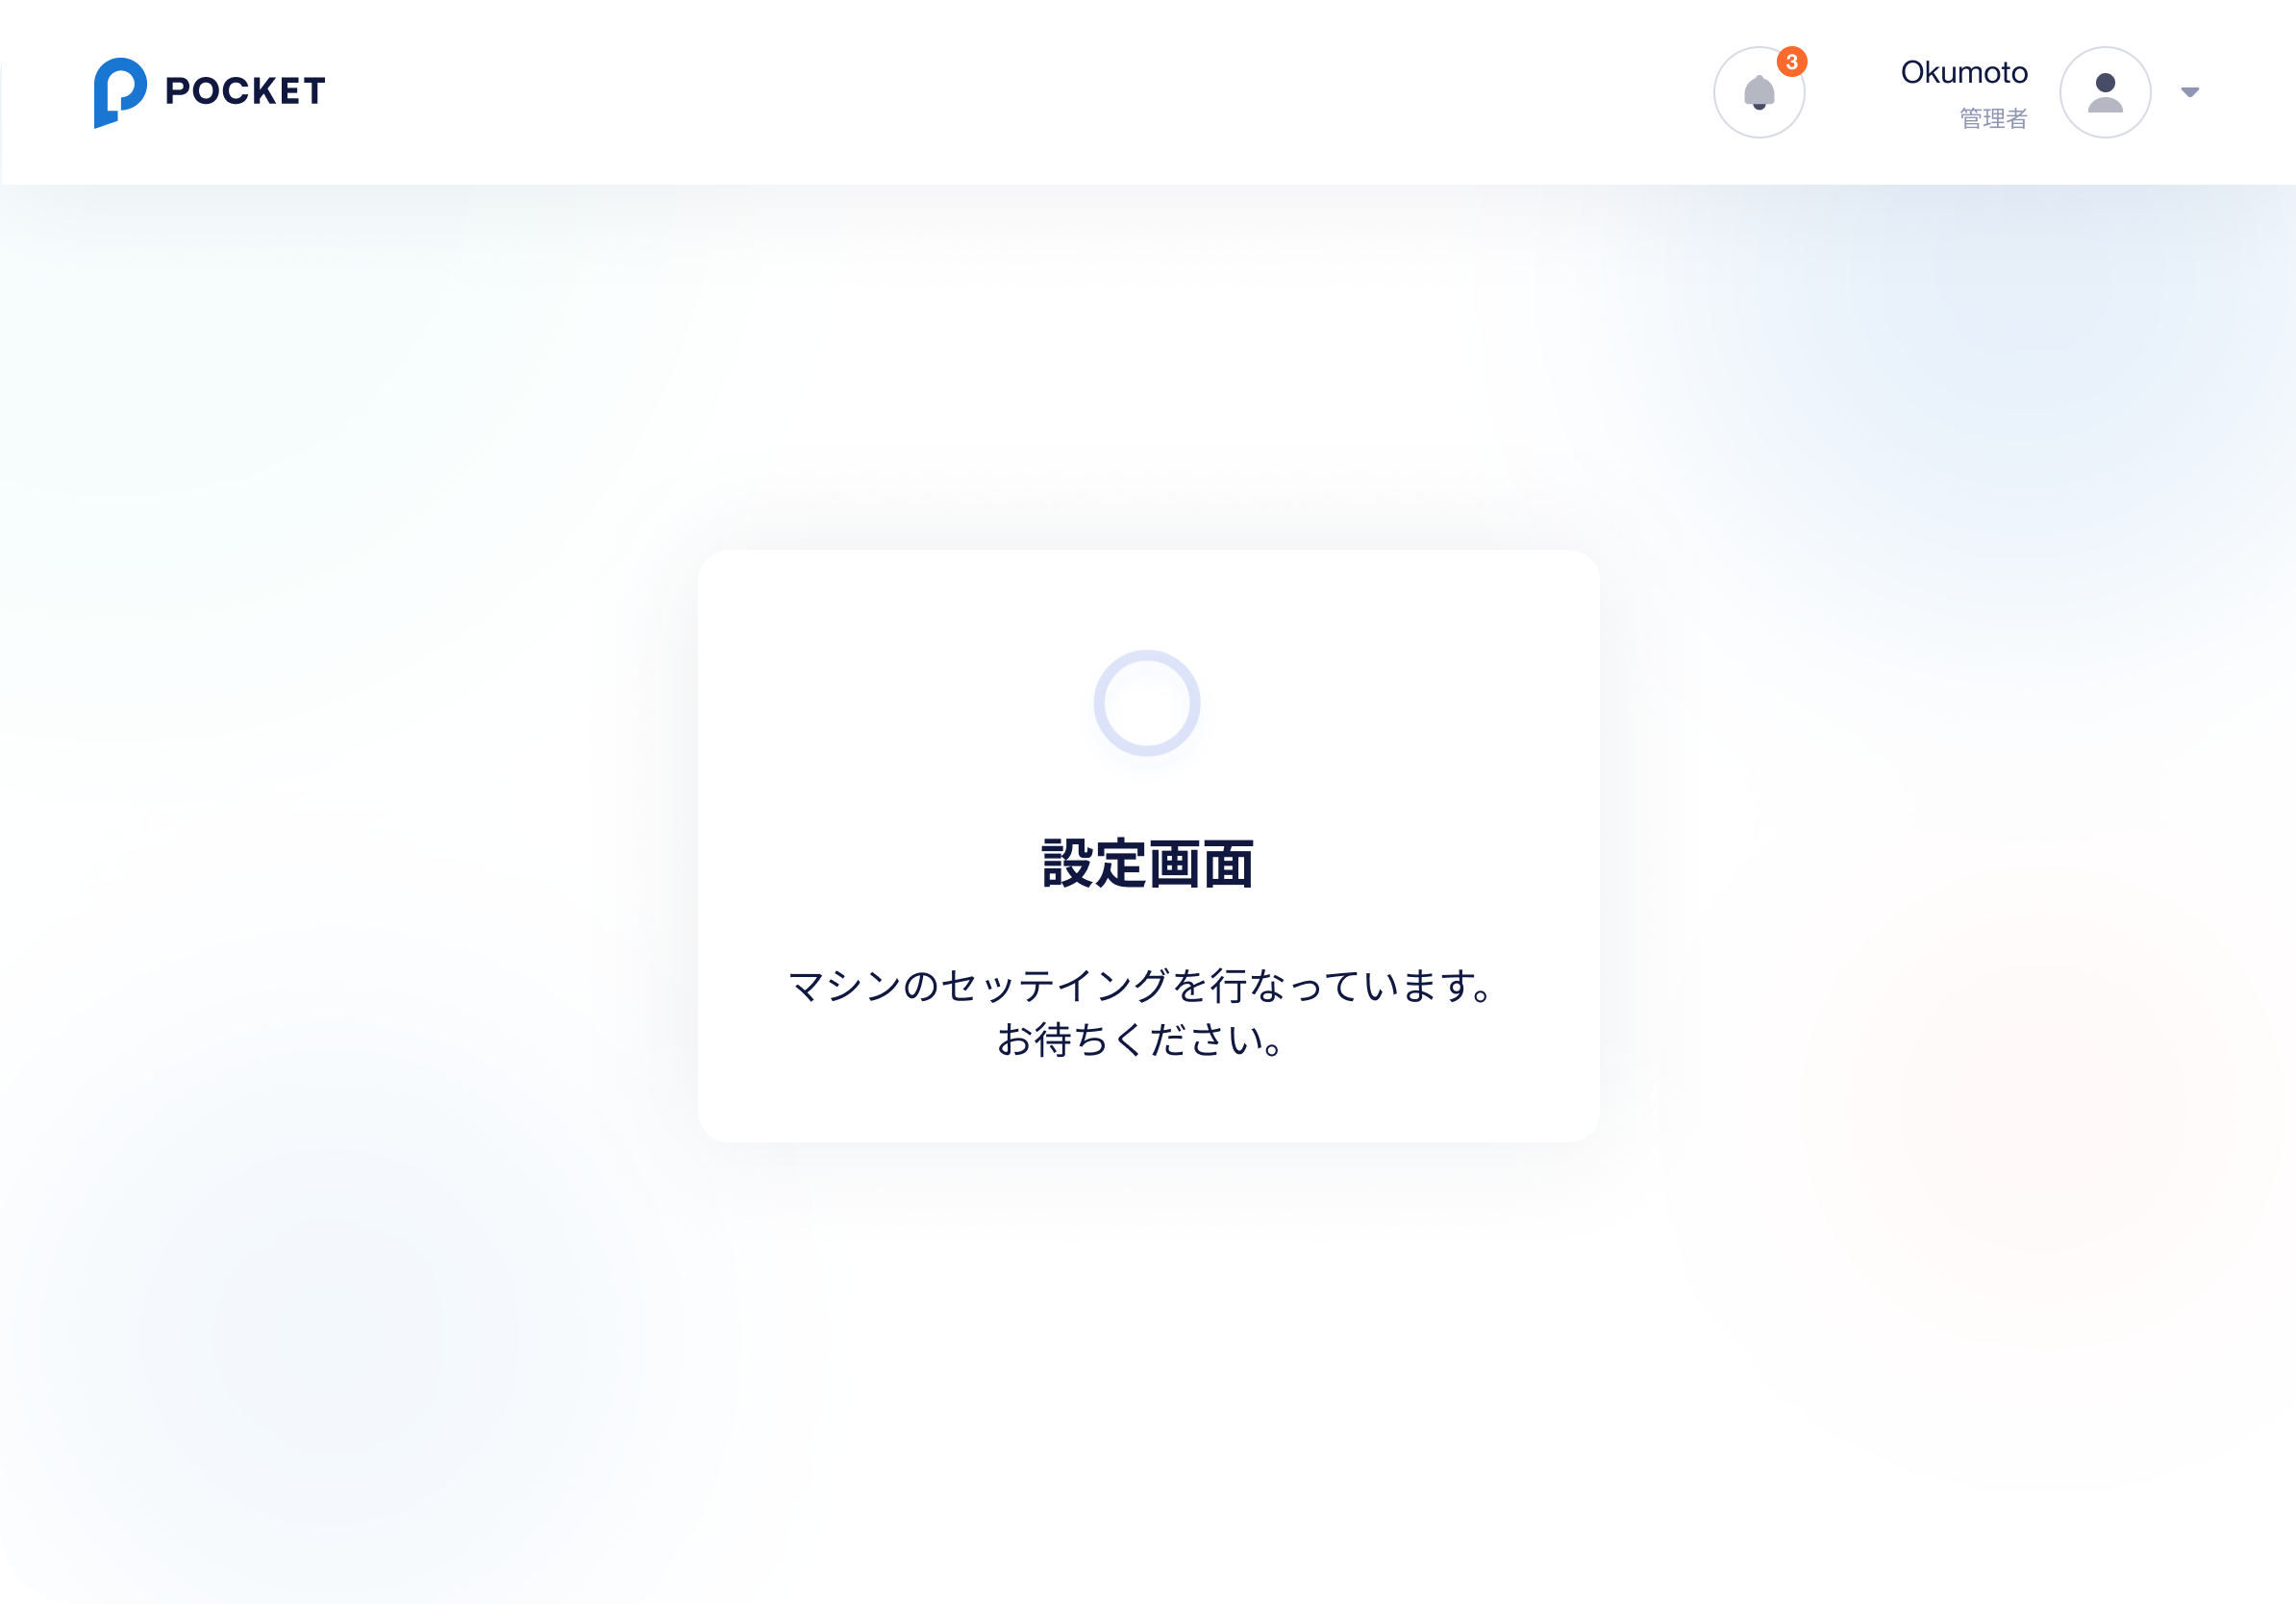 POCKET
3
Okumoto
管理者
設定画面
マシンのセッテイングを行なっています。
お待ちください。